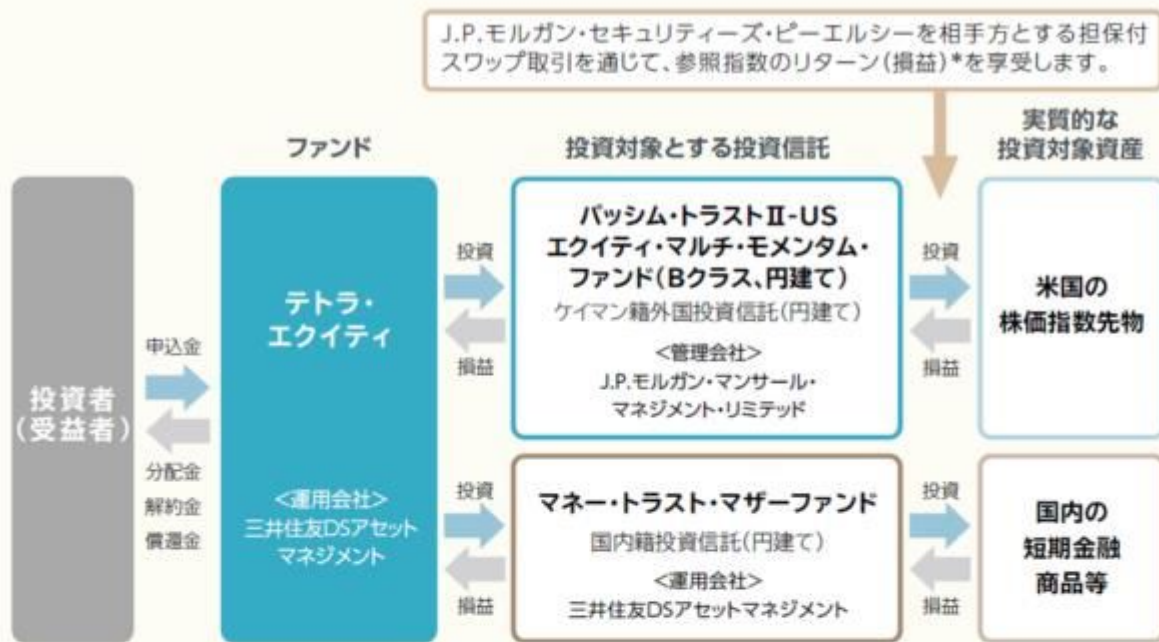 J.P.モルガン・セキュリティーズ・ピーエルシーを相手方とする担保付
スワップ取引を通じて、参照指数のリターン(損益)*を享受します。
ファンド
投資対象とする投資信託
実質的な
投資対象資産
投資者
(受益者)
申込金
分配金
解約金
償還金
テトラ・
エクイティ
<運用会社>
三井住友DSアセット
マネジメント
投資
損益
バッシム・トラストⅡ-US
エクイティ・マルチ・モメンタム・
ファンド(Bクラス、円建て)
ケイマン籍外国投資信託(円建て)
<管理会社>
J.P.モルガン・マンサール・
マネジメント・リミテッド
投資
損益
米国の
株価指数先物
投資
損益
マネー・トラスト・マザーファンド
国内籍投資信託(円建て)
<運用会社>
三井住友DSアセットマネジメント
投資
損益
国内の
短期金融
商品等